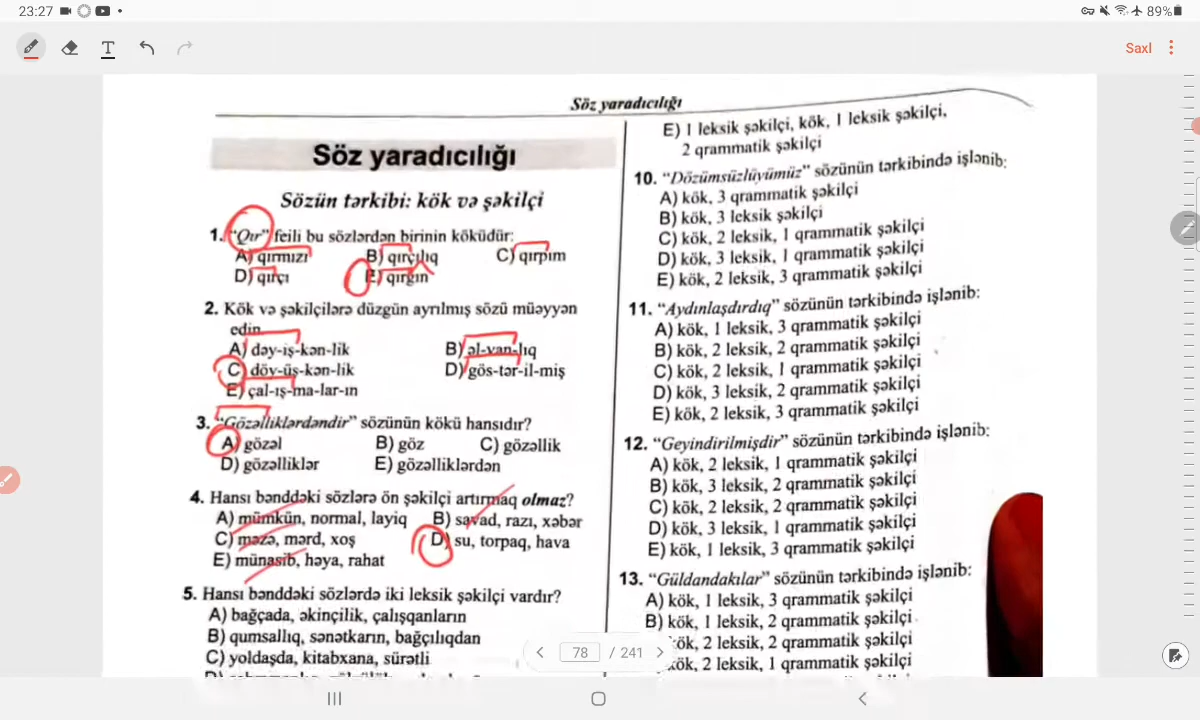 23:27
89%
T
Saxl
Söz yaradıcılığı
Söz yaradıcılığı
Sözün tərkibi: kök və şəkilçi
1. “Qır” feili bu sözlərdən birinin köküdür:
A) qırmızı B) qırçılıq C) qırpım
D) qırçı E) qırğın
2. Kök və şəkilçilərə düzgün ayrılmış sözü müəyyən
edin
A) dəy-iş-kən-lik B) əl-van-lıq
C) döy-üş-kən-lik D) gös-tər-il-miş
E) çal-ış-ma-lar-ın
3. “Gözəlliklərdəndir” sözünün kökü hansıdır?
A) gözəl B) göz C) gözəllik
D) gözəlliklər E) gözəlliklərdən
4. Hansı bənddəki sözlərə ön şəkilçi artırmaq olmaz?
A) mümkün, normal, layiq B) savad, razı, xəbər
C) məzə, mərd, xoş D) su, torpaq, hava
E) münasib, həya, rahat
5. Hansı bənddəki sözlərdə iki leksik şəkilçi vardır?
A) bağçada, əkinçilik, çalışqanların
B) qumsallıq, sənətkarın, bağçılıqdan
C) yoldaşda, kitabxana, sürətli
E) 1 leksik şəkilçi, kök, 1 leksik şəkilçi,
2 qrammatik şəkilçi
10. “Dözümsüzlüyümüz” sözünün tərkibində işlənib:
A) kök, 3 qrammatik şəkilçi
B) kök, 3 leksik şəkilçi
C) kök, 2 leksik, 1 qrammatik şəkilçi
D) kök, 3 leksik, 1 qrammatik şəkilçi
E) kök, 2 leksik, 3 qrammatik şəkilçi
11. “Aydınlaşdırdıq” sözünün tərkibində işlənib:
A) kök, 1 leksik, 3 qrammatik şəkilçi
B) kök, 2 leksik, 2 qrammatik şəkilçi
C) kök, 2 leksik, 1 qrammatik şəkilçi
D) kök, 3 leksik, 2 qrammatik şəkilçi
E) kök, 2 leksik, 3 qrammatik şəkilçi
12. “Geyindirilmişdir” sözünün tərkibində işlənib:
A) kök, 2 leksik, 1 qrammatik şəkilçi
B) kök, 3 leksik, 2 qrammatik şəkilçi
C) kök, 2 leksik, 2 qrammatik şəkilçi
D) kök, 3 leksik, 1 qrammatik şəkilçi
E) kök, 1 leksik, 3 qrammatik şəkilçi
13. “Güldandakılar” sözünün tərkibində işlənib:
A) kök, 1 leksik, 3 qrammatik şəkilçi
B) kök, 1 leksik, 2 qrammatik şəkilçi
kök, 2 leksik, 2 qrammatik şəkilçi
kök, 2 leksik, 1 qrammatik şəkilçi
78 / 241